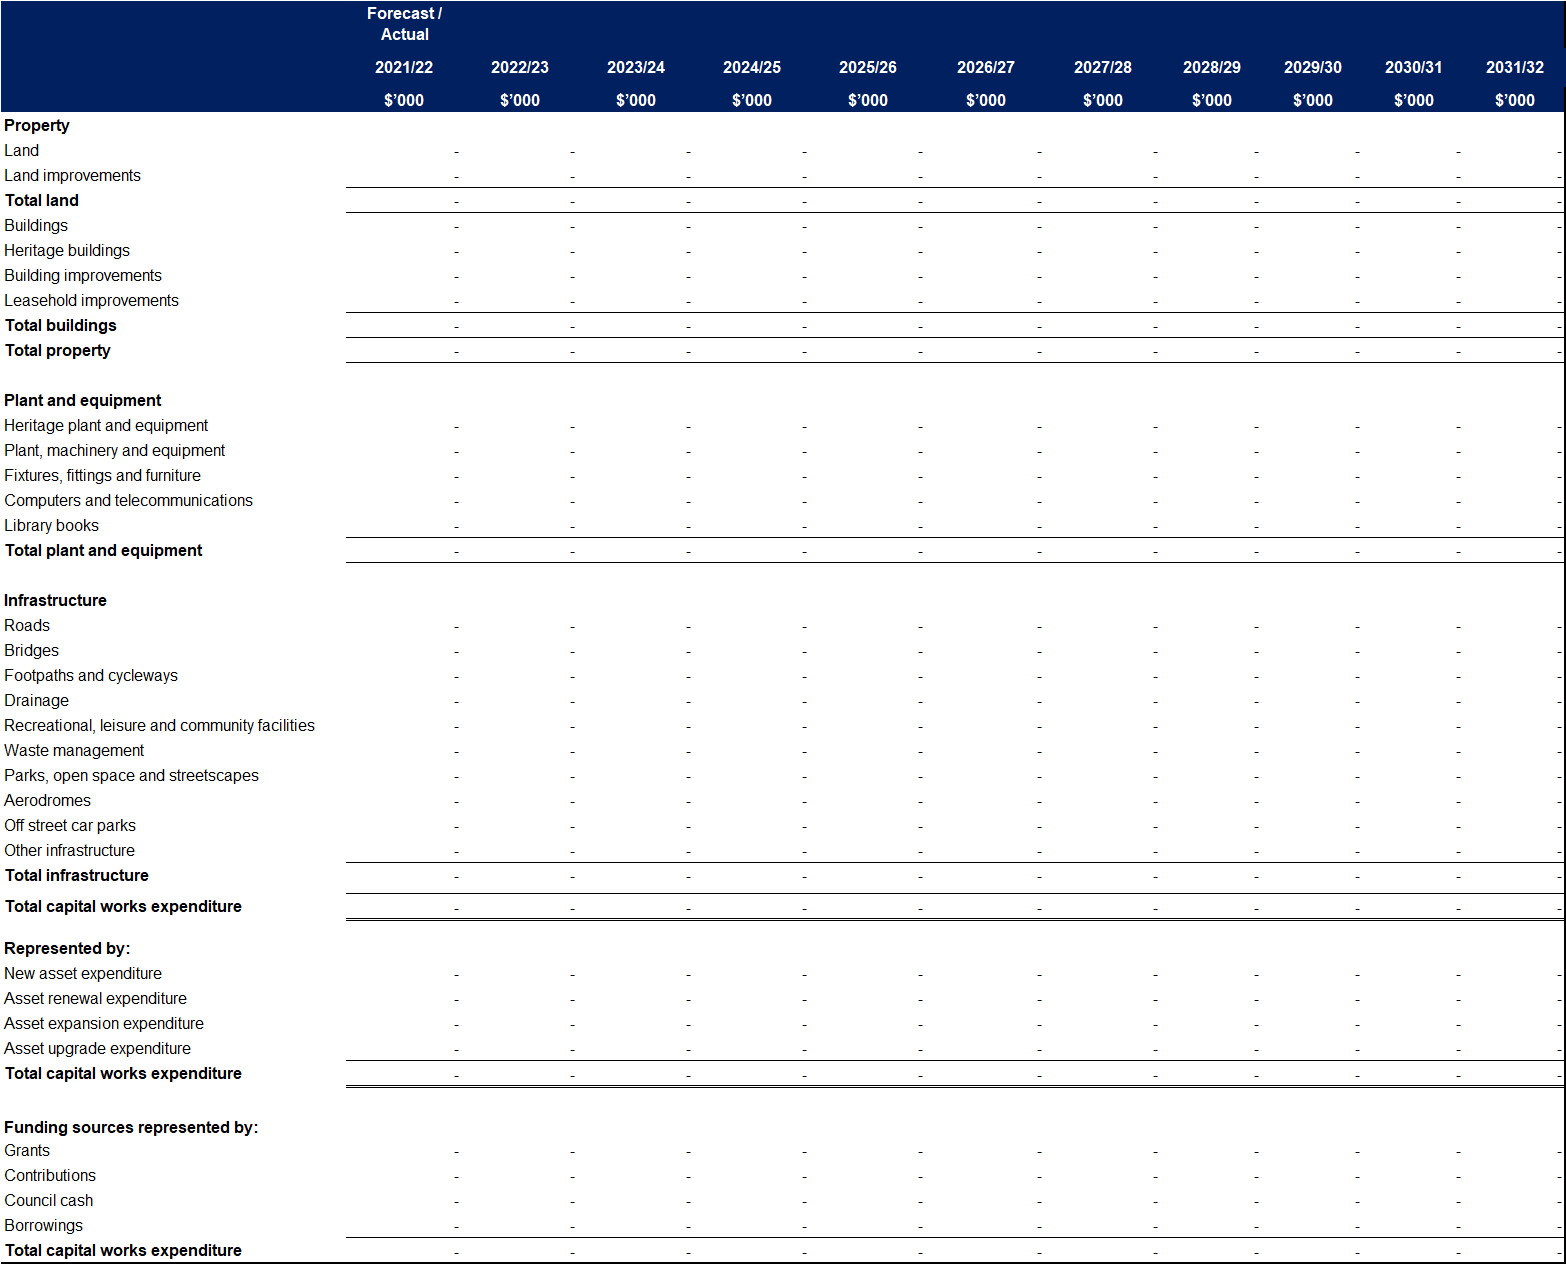 Forecast /
Actual
2021/22 2022/23 2023/24 2024/25 2025/26 2026/27 2027/28 2028/29 2029/30 2030/31 2031/32
$’000 $’000 $’000 $’000 $’000 $’000 $’000 $’000 $’000 $’000 $’000
Property
Land - - - - - - - - - - -
Land improvements - - - - - - - - - - -
Total land - - - - - - - - - - -
Buildings - - - - - - - - - - -
Heritage buildings - - - - - - - - - - -
Building improvements - - - - - - - - - - -
Leasehold improvements - - - - - - - - - - -
Total buildings - - - - - - - - - - -
Total property - - - - - - - - - - -
Plant and equipment
Heritage plant and equipment - - - - - - - - - - -
Plant, machinery and equipment - - - - - - - - - - -
Fixtures, fittings and furniture - - - - - - - - - - -
Computers and telecommunications - - - - - - - - - - -
Library books - - - - - - - - - - -
Total plant and equipment - - - - - - - - - - -
Infrastructure
Roads - - - - - - - - - - -
Bridges - - - - - - - - - - -
Footpaths and cycleways - - - - - - - - - - -
Drainage - - - - - - - - - - -
Recreational, leisure and community facilities - - - - - - - - - - -
Waste management - - - - - - - - - - -
Parks, open space and streetscapes - - - - - - - - - - -
Aerodromes - - - - - - - - - - -
Off street car parks - - - - - - - - - - -
Other infrastructure - - - - - - - - - - -
Total infrastructure - - - - - - - - - - -
Total capital works expenditure - - - - - - - - - - -
Represented by:
New asset expenditure - - - - - - - - - - -
Asset renewal expenditure - - - - - - - - - - -
Asset expansion expenditure - - - - - - - - - - -
Asset upgrade expenditure - - - - - - - - - - -
Total capital works expenditure - - - - - - - - - - -
Funding sources represented by:
Grants - - - - - - - - - - -
Contributions - - - - - - - - - - -
Council cash - - - - - - - - - - -
Borrowings - - - - - - - - - - -
Total capital works expenditure - - - - - - - - - - -